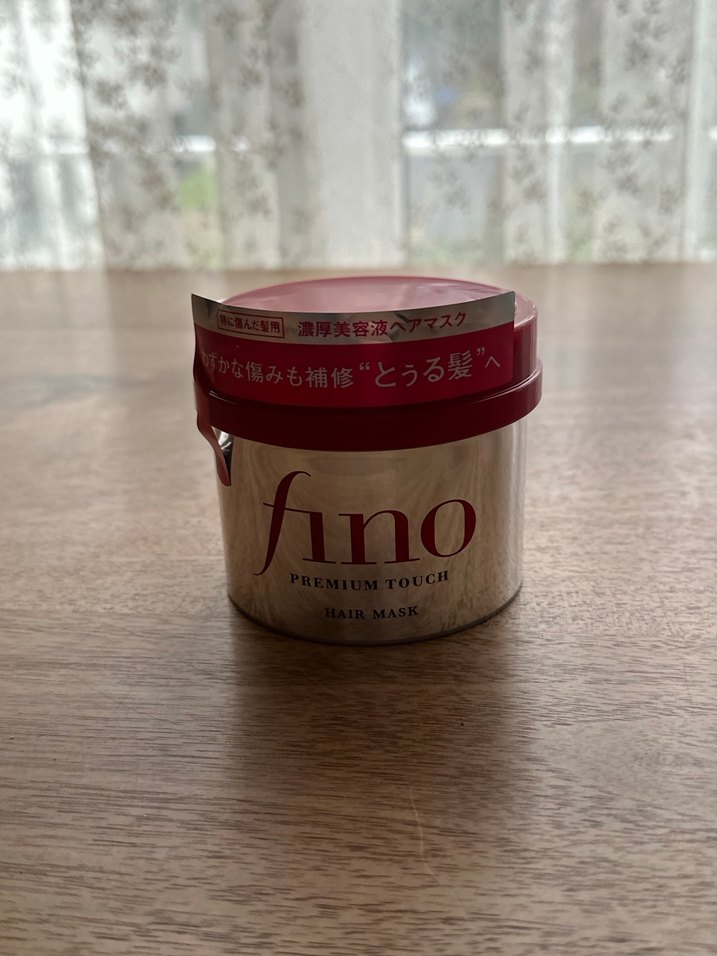 特に傷んだ髪用 濃厚美容液ヘアマスク
わずかな傷みも補修“とぅる髪”へ
fino
PREMIUM TOUCH
HAIR MASK